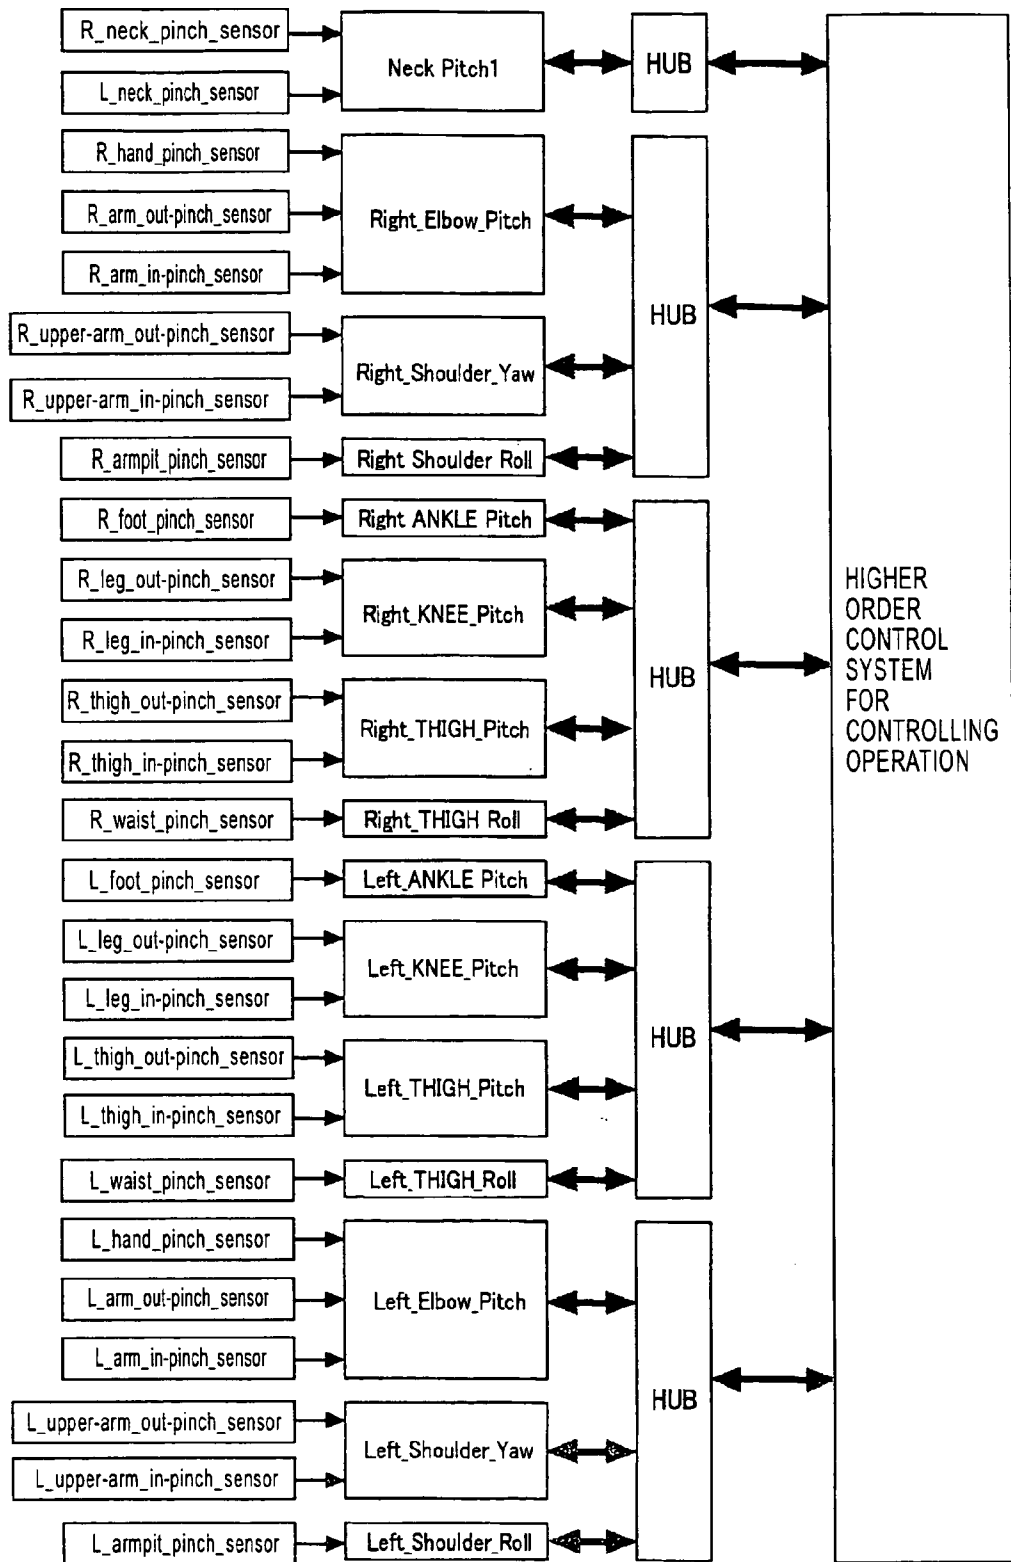 R_neck_pinch_sensor
L_neck_pinch_sensor
Neck Pitch1
HUB
R_hand_pinch_sensor
R_arm_out-pinch_sensor
R_arm_in-pinch_sensor
Right_Elbow_Pitch
R_upper-arm_out-pinch_sensor
R_upper-arm_in-pinch_sensor
Right_Shoulder_Yaw
R_armpit_pinch_sensor
Right Shoulder Roll
HUB
R_foot_pinch_sensor
Right ANKLE Pitch
R_leg_out-pinch_sensor
R_leg_in-pinch_sensor
Right_KNEE_Pitch
R_thigh_out-pinch_sensor
R_thigh_in-pinch_sensor
Right_THIGH_Pitch
R_waist_pinch_sensor
Right_THIGH Roll
HUB
L_foot_pinch_sensor
Left_ANKLE Pitch
L_leg_out-pinch_sensor
L_leg_in-pinch_sensor
Left_KNEE_Pitch
L_thigh_out-pinch_sensor
L_thigh_in-pinch_sensor
Left_THIGH_Pitch
L_waist_pinch_sensor
Left_THIGH_Roll
HUB
L_hand_pinch_sensor
L_arm_out-pinch_sensor
L_arm_in-pinch_sensor
Left_Elbow_Pitch
L_upper-arm_out-pinch_sensor
L_upper-arm_in-pinch_sensor
Left_Shoulder_Yaw
L_armpit_pinch_sensor
Left_Shoulder_Roll
HUB
HIGHER
ORDER
CONTROL
SYSTEM
FOR
CONTROLLING
OPERATION